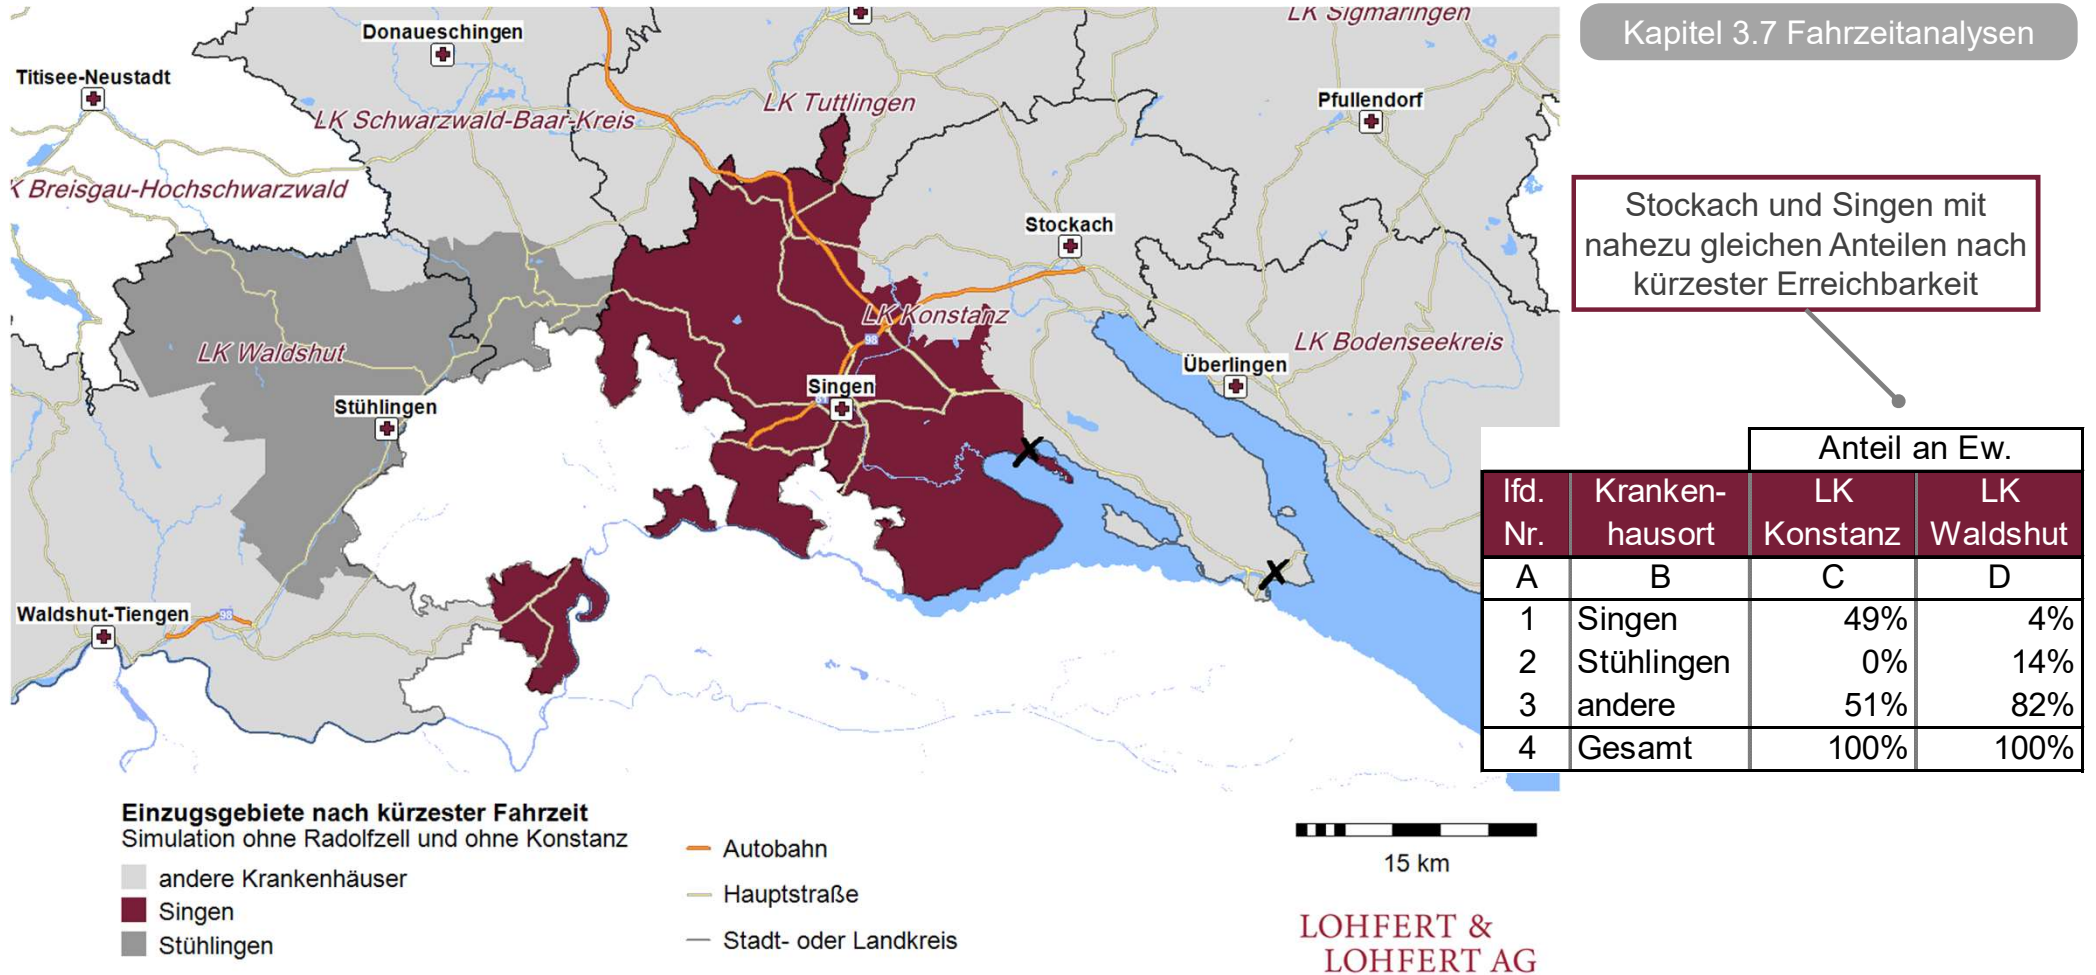 Kapitel 3.7 Fahrzeitanalysen
LK Sigmaringen
Donaueschingen
Titisee-Neustadt
LK Tuttlingen
Pfullendorf
LK Schwarzwald-Baar-Kreis
K Breisgau-Hochschwarzwald
Stockach
Stockach und Singen mit
nahezu gleichen Anteilen nach
kürzester Erreichbarkeit
LK Konstanz
98
LK Waldshut
LK Bodenseekreis
Überlingen
Singen
81
Stühlingen
Waldshut-Tiengen
98
Anteil an Ew.
lfd. Kranken- LK LK
Nr. hausort Konstanz Waldshut
A B C D
1 Singen 49% 4%
2 Stühlingen 0% 14%
3 andere 51% 82%
4 Gesamt 100% 100%
Einzugsgebiete nach kürzester Fahrzeit
Simulation ohne Radolfzell und ohne Konstanz
andere Krankenhäuser
Singen
Stühlingen
Autobahn
Hauptstraße
Stadt- oder Landkreis
15 km
LOHFERT &
LOHFERT AG